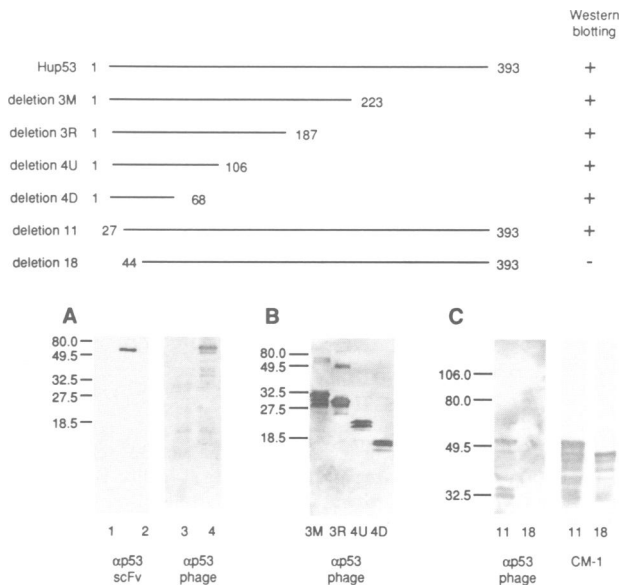 Western
blotting
Hup53 1 393 +
deletion 3M 1 223 +
deletion 3R 1 187 +
deletion 4U 1 106 +
deletion 4D 1 68 +
deletion 11 27 393 +
deletion 18 44 393 -
A
80.0
49.5
32.5
27.5
18.5
1 2 3 4
αp53 αp53
scFv phage
B
80.0
49.5
32.5
27.5
18.5
3M 3R 4U 4D
αp53
phage
C
106.0
80.0
49.5
32.5
11 18 11 18
αp53 CM-1
phage